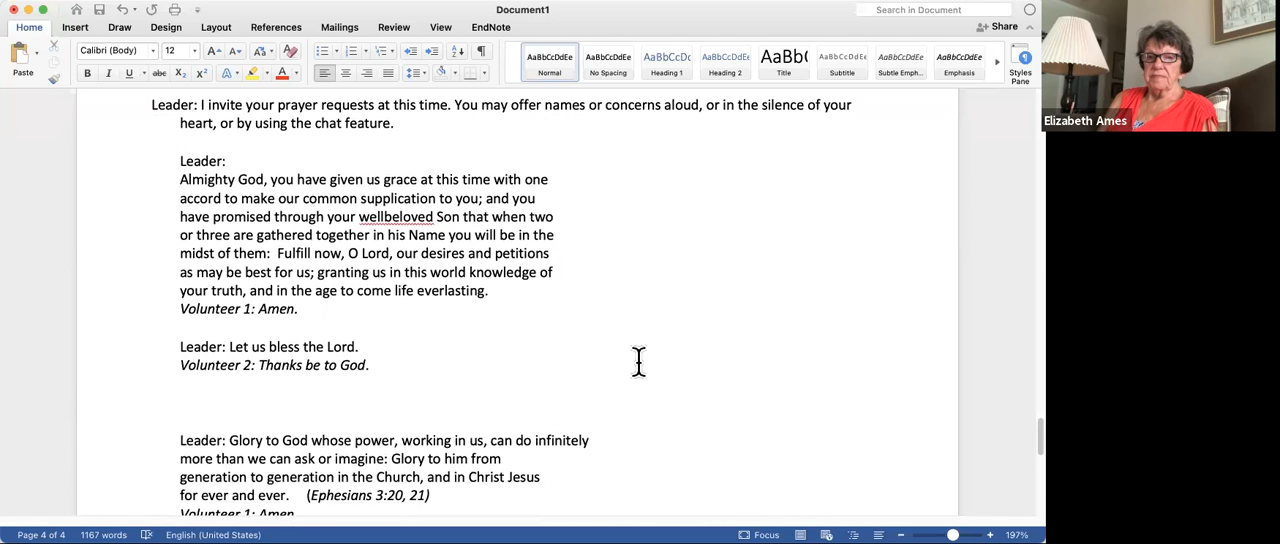 Document1
Search in Document
Home
Insert
Draw
Design
Layout
References
Mailings
Review
View
EndNote
Share
Paste
Calibri (Body)
12
AaBbCcDdEe
Normal
AaBbCcDdEe
No Spacing
AaBbCcDc
Heading 1
AaBbCcDdEe
Heading 2
AaBbC
Title
AaBbCcDdEe
Subtitle
AaBbCcDdEe
Subtle Emph...
AaBbCcDdEe
Emphasis
Styles
Pane
Elizabeth Ames
Leader: I invite your prayer requests at this time. You may offer names or concerns aloud, or in the silence of your
heart, or by using the chat feature.
Leader:
Almighty God, you have given us grace at this time with one
accord to make our common supplication to you; and you
have promised through your wellbeloved Son that when two
or three are gathered together in his Name you will be in the
midst of them:  Fulfill now, O Lord, our desires and petitions
as may be best for us; granting us in this world knowledge of
your truth, and in the age to come life everlasting.
Volunteer 1: Amen.
Leader: Let us bless the Lord.
Volunteer 2: Thanks be to God.
Leader: Glory to God whose power, working in us, can do infinitely
more than we can ask or imagine: Glory to him from
generation to generation in the Church, and in Christ Jesus
for ever and ever.    (Ephesians 3:20, 21)
Volunteer 1: Amen
Page 4 of 4
1167 words
English (United States)
Focus
197%